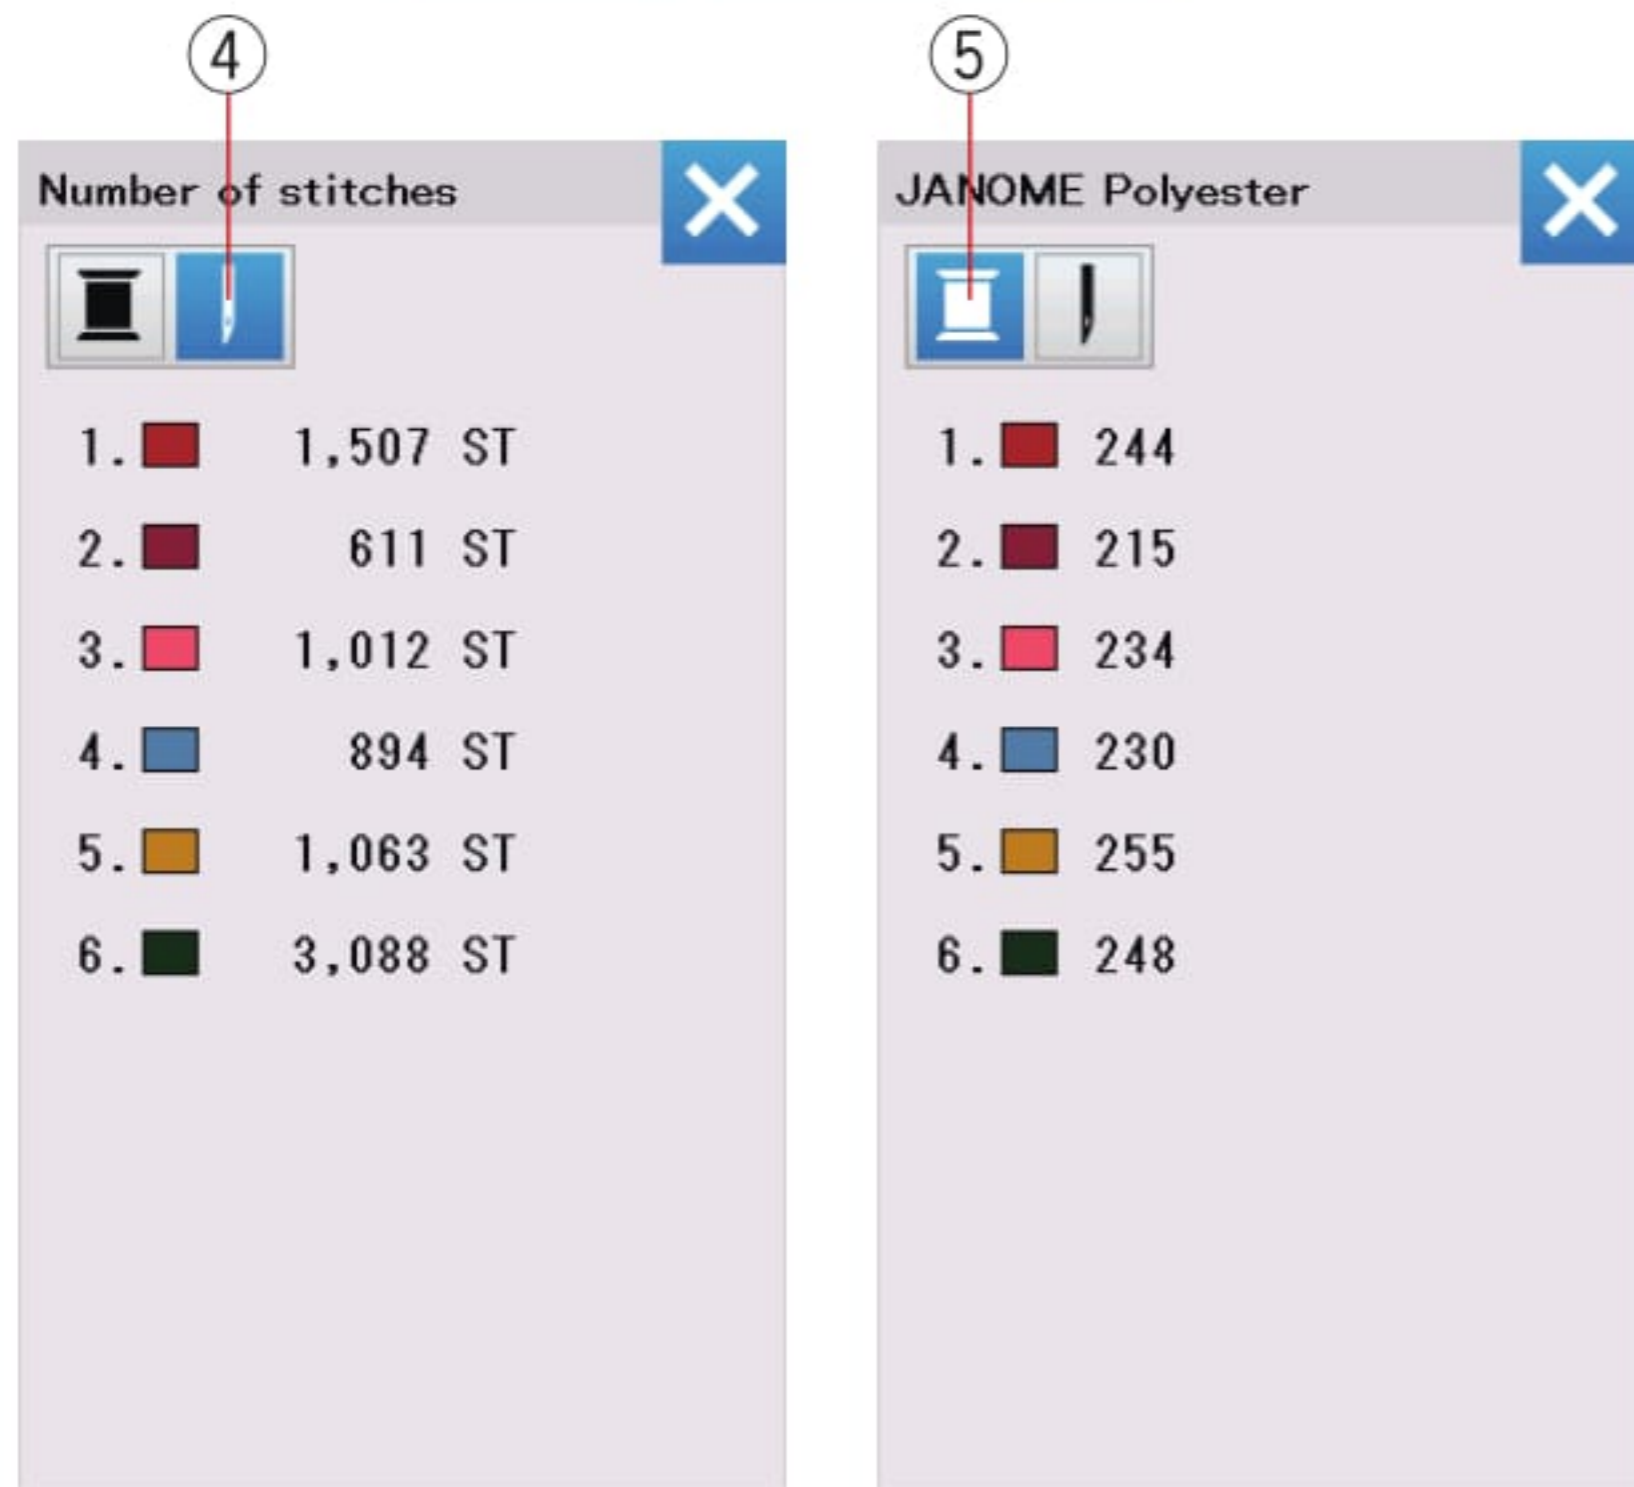 ④
⑤
Number of stitches
1. 1,507 ST
2. 611 ST
3. 1,012 ST
4. 894 ST
5. 1,063 ST
6. 3,088 ST
JANOME Polyester
1. 244
2. 215
3. 234
4. 230
5. 255
6. 248